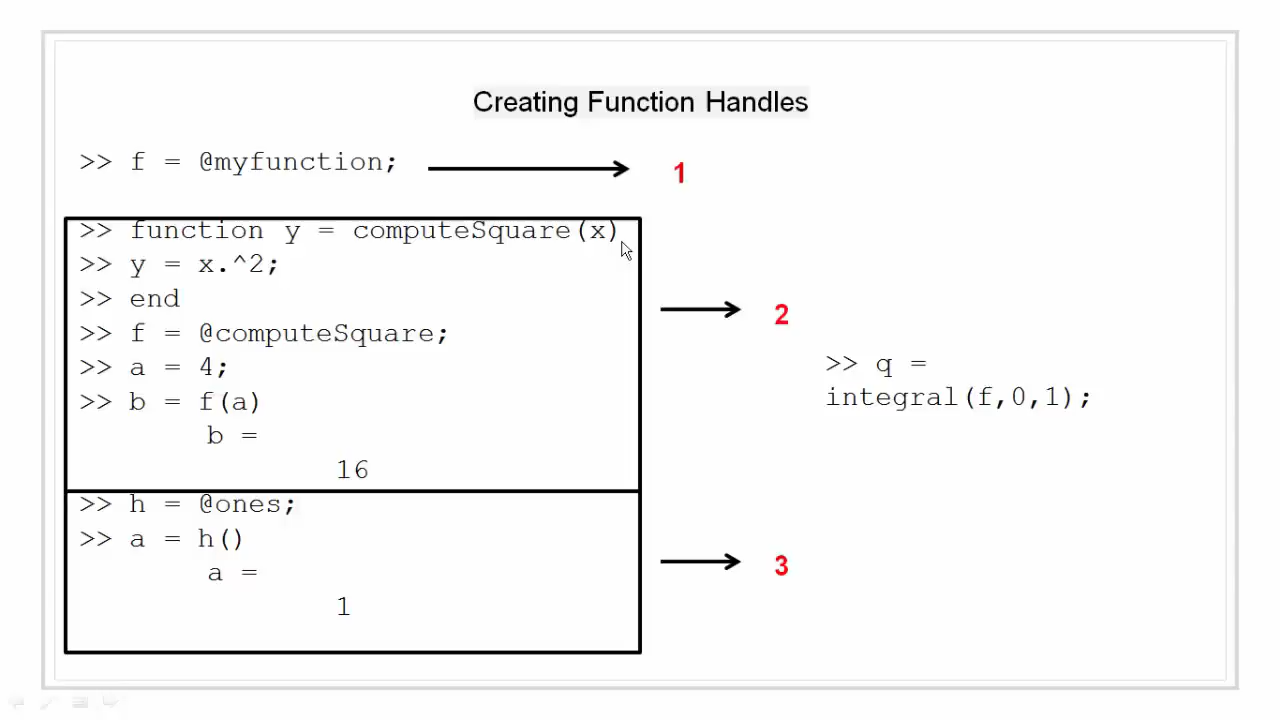 Creating Function Handles
>> f = @myfunction;
1
>> function y = computeSquare(x)
>> y = x.^2;
>> end
>> f = @computeSquare;
>> a = 4;
>> b = f(a)
b =
16
2
>> q =
integral(f,0,1);
>> h = @ones;
>> a = h()
a =
1
3